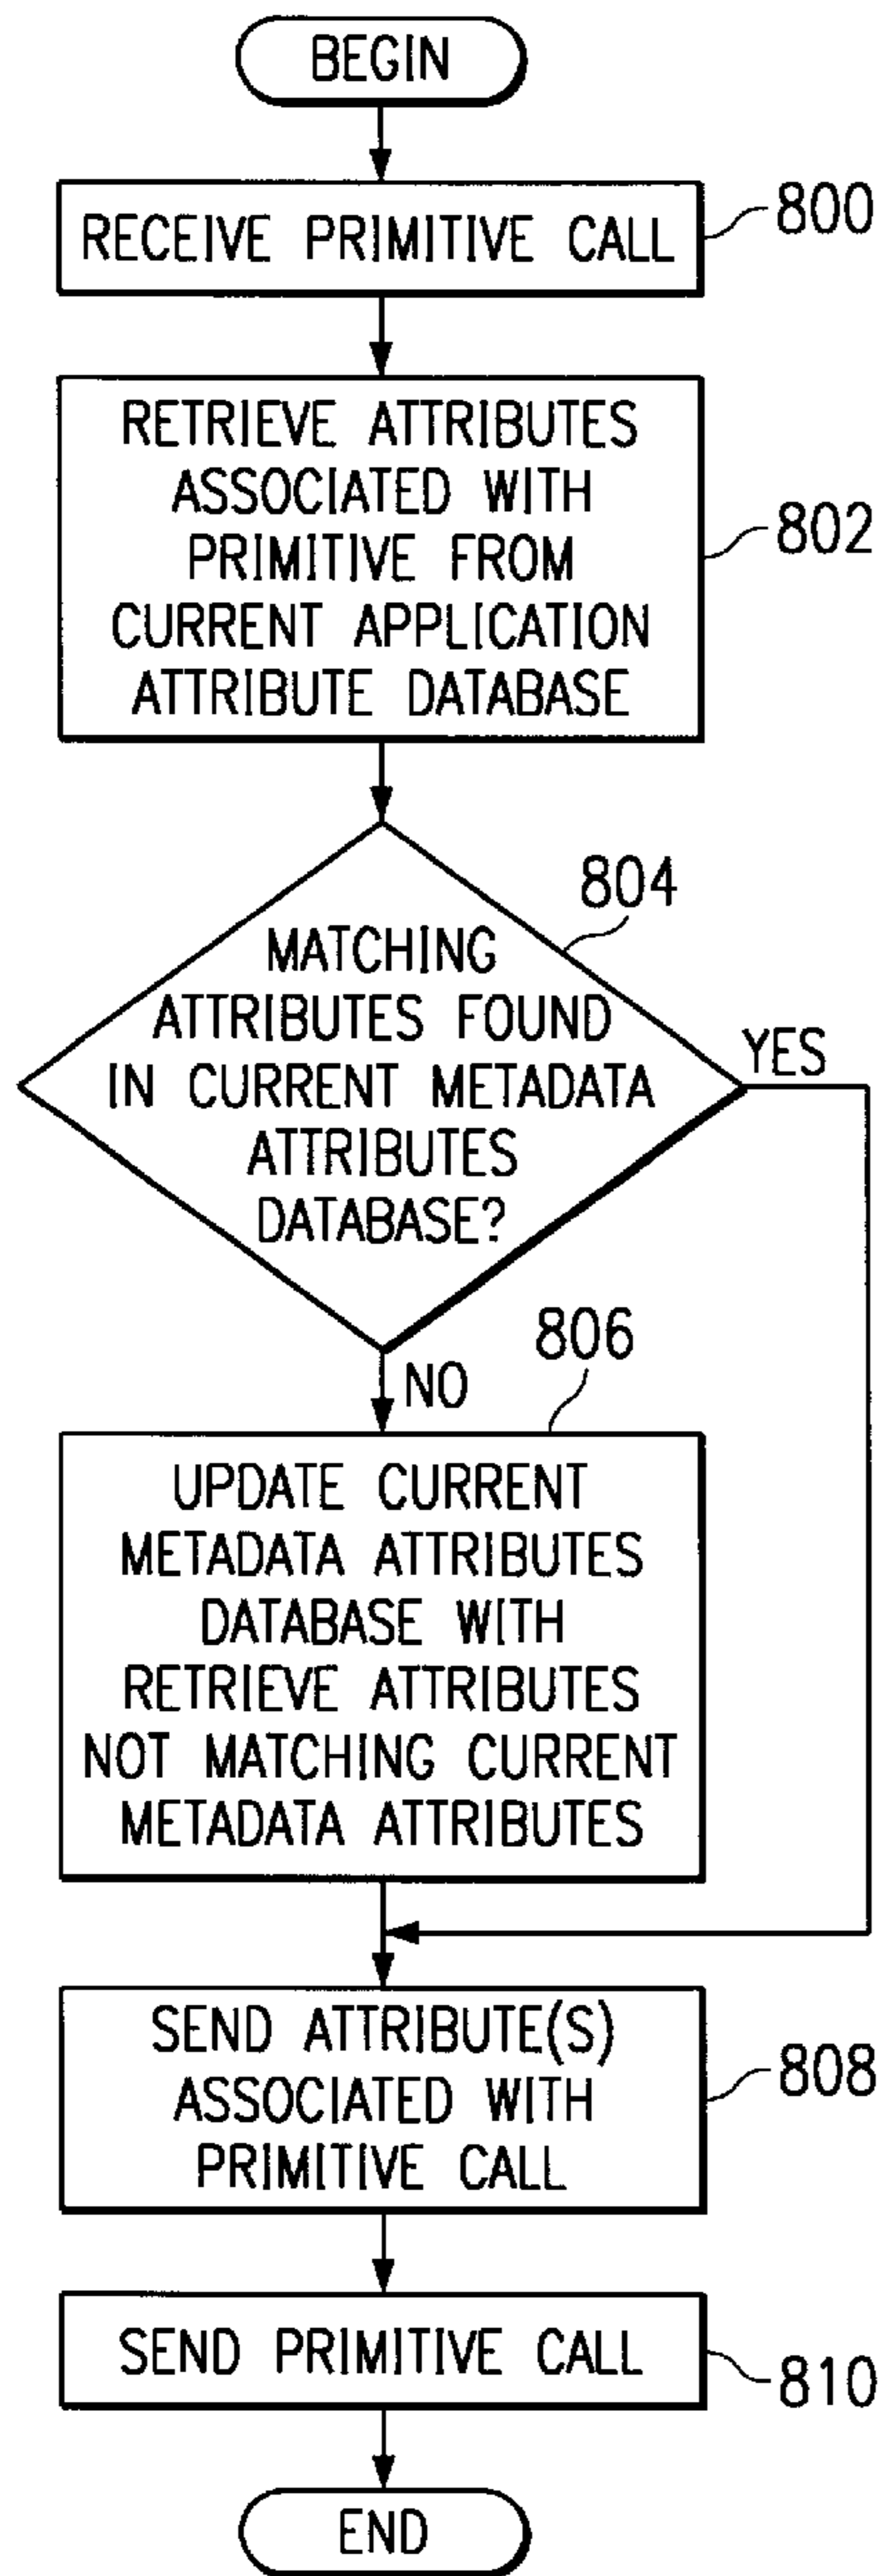 BEGIN
RECEIVE PRIMITIVE CALL
800
RETRIEVE ATTRIBUTES
ASSOCIATED WITH
PRIMITIVE FROM
CURRENT APPLICATION
ATTRIBUTE DATABASE
802
804
MATCHING
ATTRIBUTES FOUND
IN CURRENT METADATA
ATTRIBUTES
DATABASE?
YES
NO
806
UPDATE CURRENT
METADATA ATTRIBUTES
DATABASE WITH
RETRIEVE ATTRIBUTES
NOT MATCHING CURRENT
METADATA ATTRIBUTES
SEND ATTRIBUTE(S)
ASSOCIATED WITH
PRIMITIVE CALL
808
SEND PRIMITIVE CALL
810
END